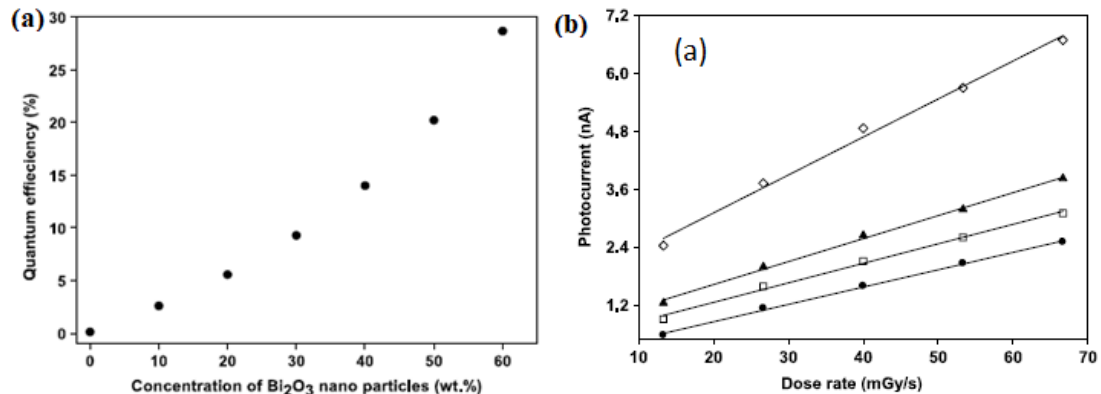 (a)
30
25
20
15
10
5
0
Quantum effieciency (%)
0 10 20 30 40 50 60
Concentration of Bi₂O₃ nano particles (wt.%)
(b)
(a)
7,2
6,0
4,8
3,6
2,4
1,2
Photocurrent (nA)
10 20 30 40 50 60 70
Dose rate (mGy/s)